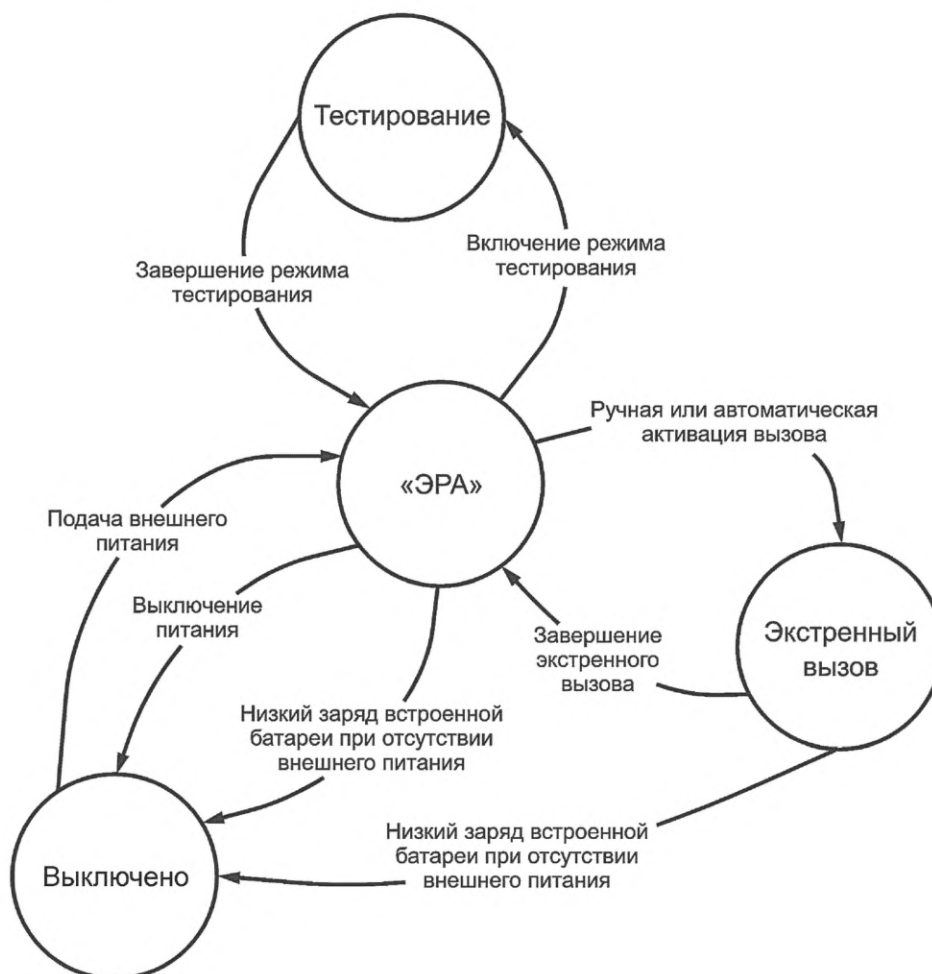 Тестирование
Включение режима
тестирования
Завершение режима
тестирования
Ручная или автоматическая
активация вызова
«ЭРА»
Подача внешнего
питания
Выключение
питания
Завершение
экстренного
вызова
Экстренный
вызов
Низкий заряд встроенной
батареи при отсутствии
внешнего питания
Низкий заряд встроенной
батареи при отсутствии
внешнего питания
Выключено